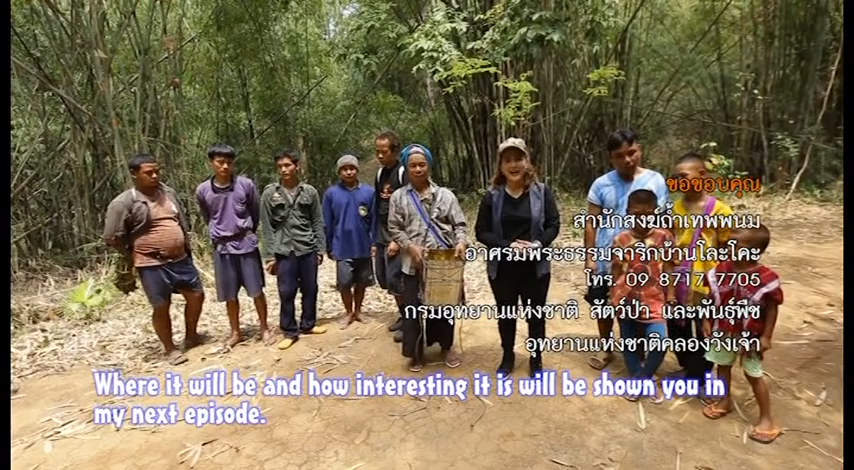 ขอขอบคุณ
สำนักสงฆ์ถ้ำเทพพนม
อาศรมพระธรรมจาริกบ้านโละโคะ
โทร. 09 8717 7705
กรมอุทยานแห่งชาติ สัตว์ป่า และพันธุ์พืช
อุทยานแห่งชาติคลองวังเจ้า
Where it will be and how interesting it is will be shown you in
my next episode.